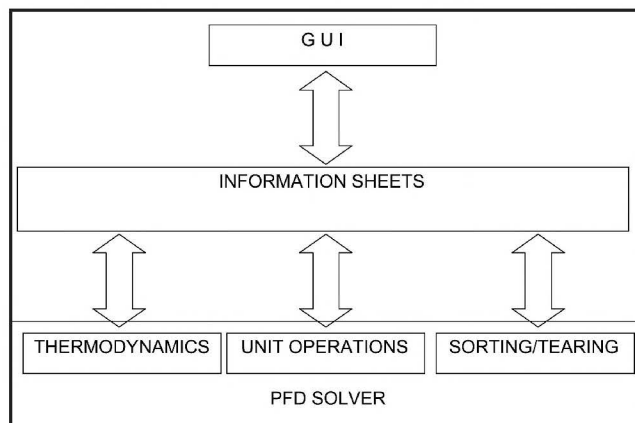 G U I
INFORMATION SHEETS
THERMODYNAMICS
UNIT OPERATIONS
SORTING/TEARING
PFD SOLVER